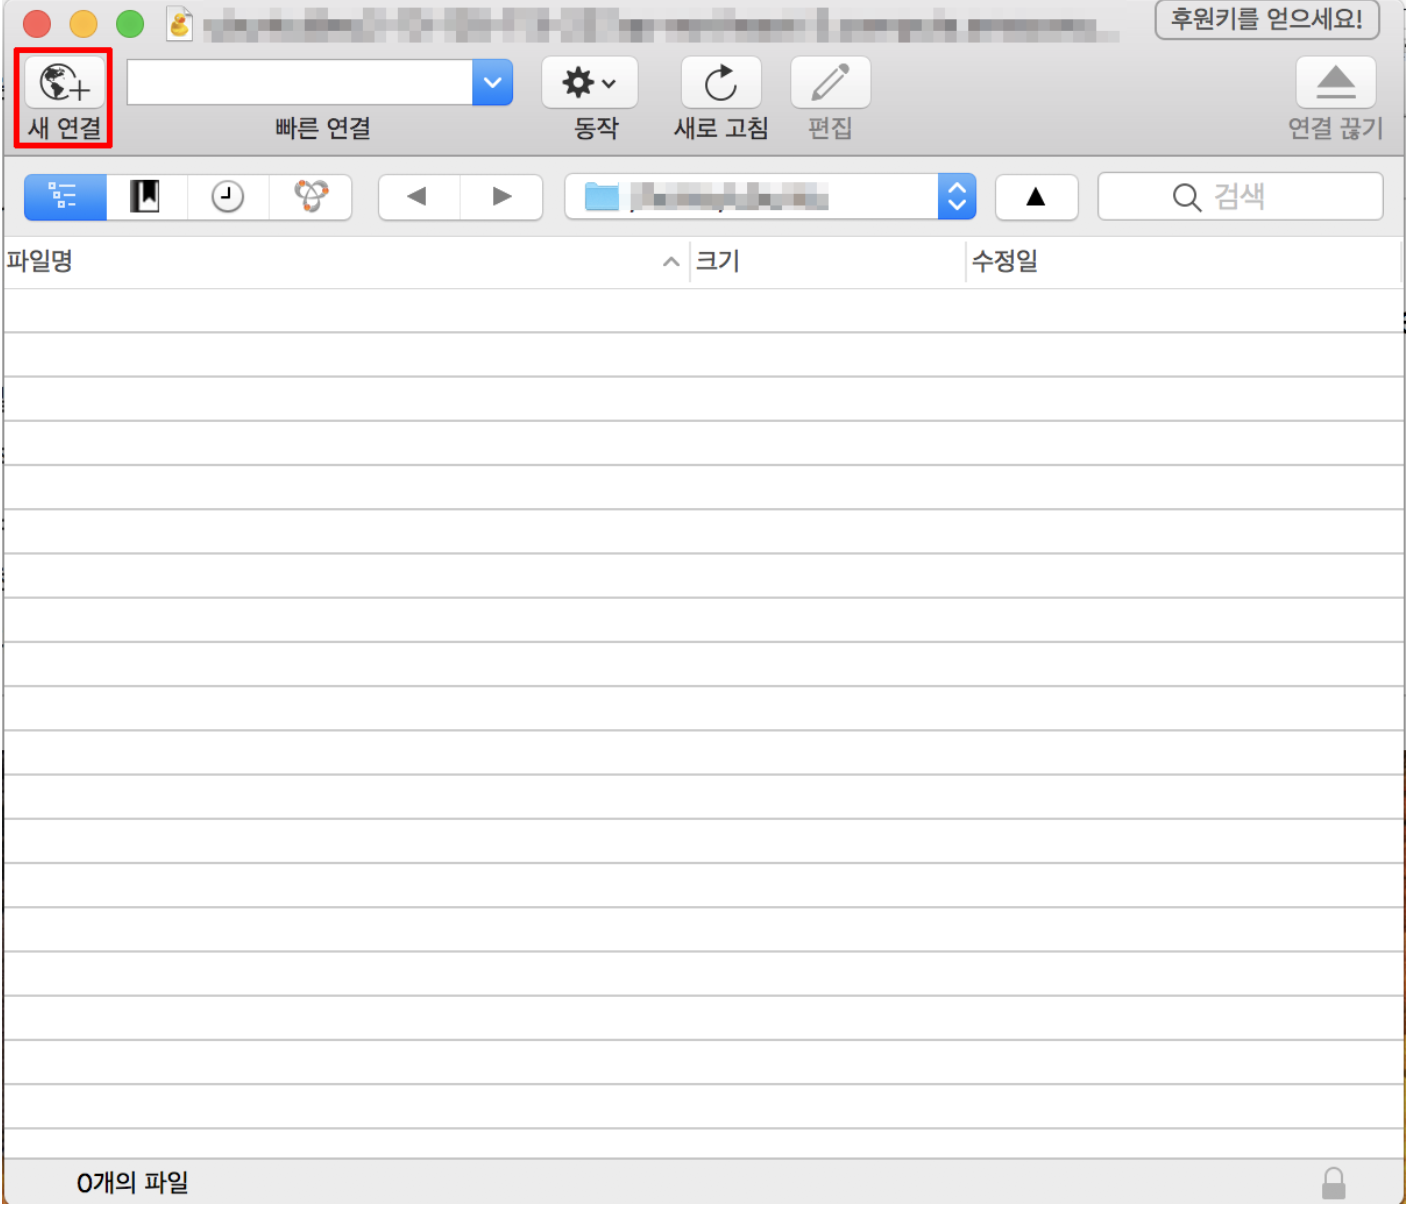 후원키를 얻으세요!
새 연결
빠른 연결
동작
새로 고침
편집
연결 끊기
검색
파일명
크기
수정일
0개의 파일